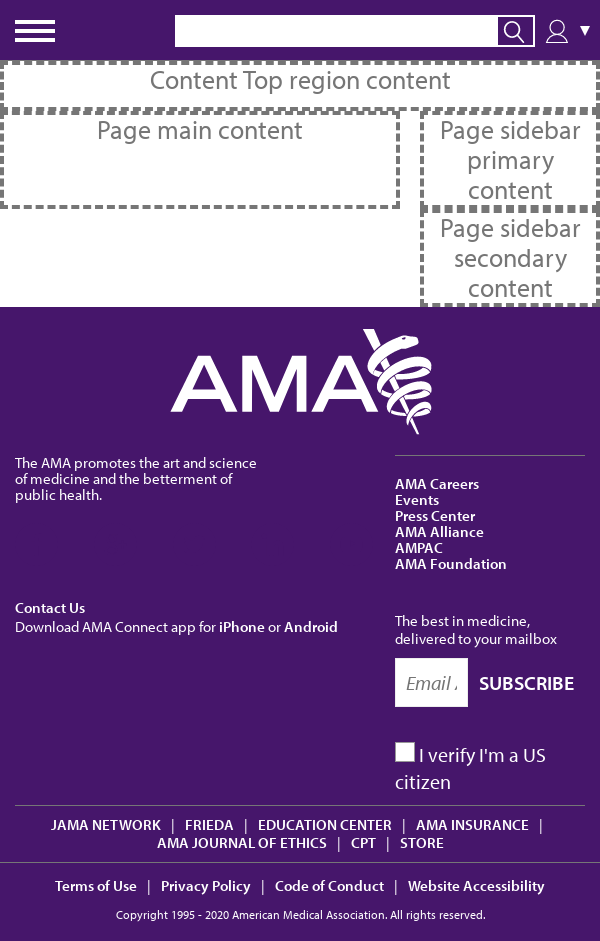 ▼
Content Top region content
Page main content
Page sidebar
primary
content
Page sidebar
secondary
content
AMA
The AMA promotes the art and science
of medicine and the betterment of
public health.
AMA Careers
Events
Press Center
AMA Alliance
AMPAC
AMA Foundation
Contact Us
Download AMA Connect app for iPhone or Android
The best in medicine,
delivered to your mailbox
Email
SUBSCRIBE
I verify I'm a US
citizen
JAMA NETWORK | FRIEDA | EDUCATION CENTER | AMA INSURANCE |
AMA JOURNAL OF ETHICS | CPT | STORE
Terms of Use | Privacy Policy | Code of Conduct | Website Accessibility
Copyright 1995 - 2020 American Medical Association. All rights reserved.